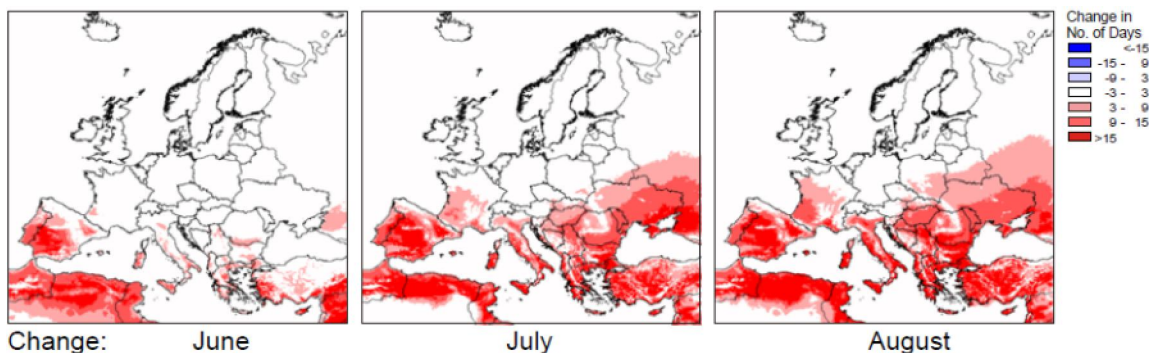 Change in
No. of Days
<-15
-15 - 9
-9 - 3
-3 - 3
3 - 9
9 - 15
>15
Change: June July August